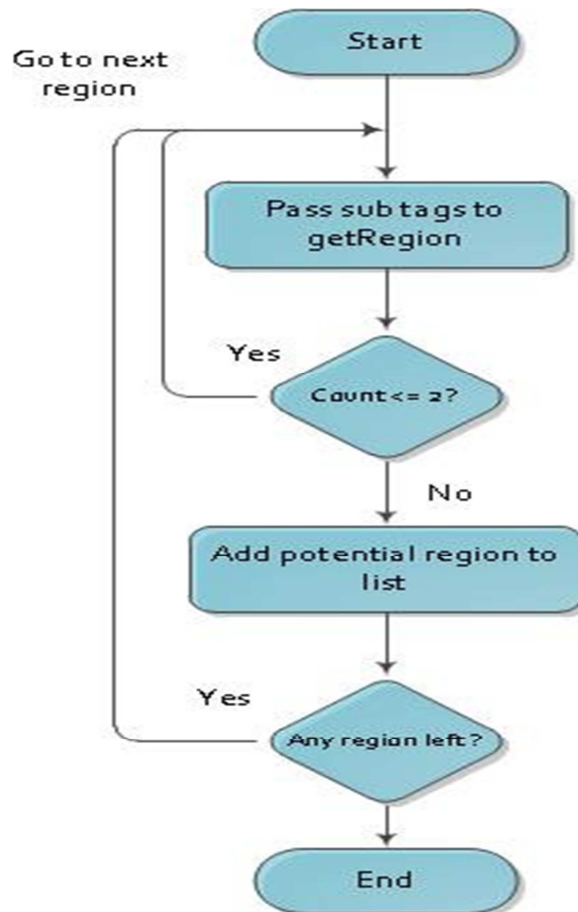 Start
Go to next
region
Pass sub tags to
getRegion
Yes
Count<= 2?
No
Add potential region to
list
Yes
Any region left?
End